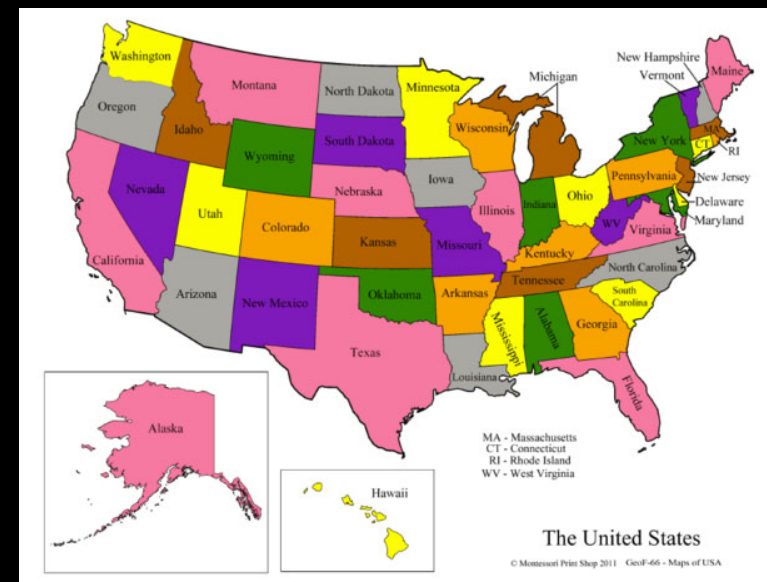 Washington
Montana
North Dakota
Minnesota
Michigan
New Hampshire
Vermont
Maine
Oregon
Idaho
Wyoming
South Dakota
Wisconsin
New York
MA
CT
RI
Nevada
Utah
Colorado
Nebraska
Iowa
Illinois
Indiana
Ohio
Pennsylvania
New Jersey
Delaware
Maryland
WV
Virginia
California
Arizona
New Mexico
Kansas
Missouri
Kentucky
Tennessee
North Carolina
South
Carolina
Oklahoma
Arkansas
Mississippi
Alabama
Georgia
Texas
Louisiana
Florida
Alaska
Hawaii
MA - Massachusetts
CT - Connecticut
RI - Rhode Island
WV - West Virginia
The United States
© Montessori Print Shop 2011 GeoF-66 - Maps of USA